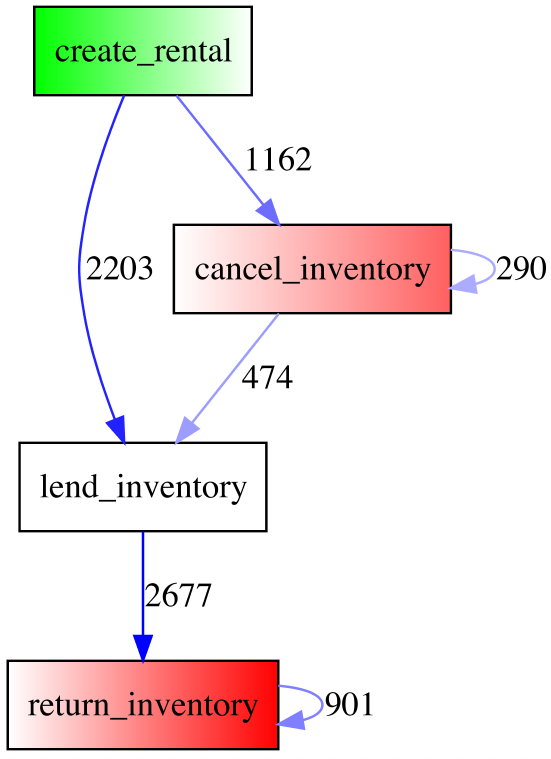 create_rental
1162
2203
cancel_inventory
290
474
lend_inventory
2677
return_inventory
901